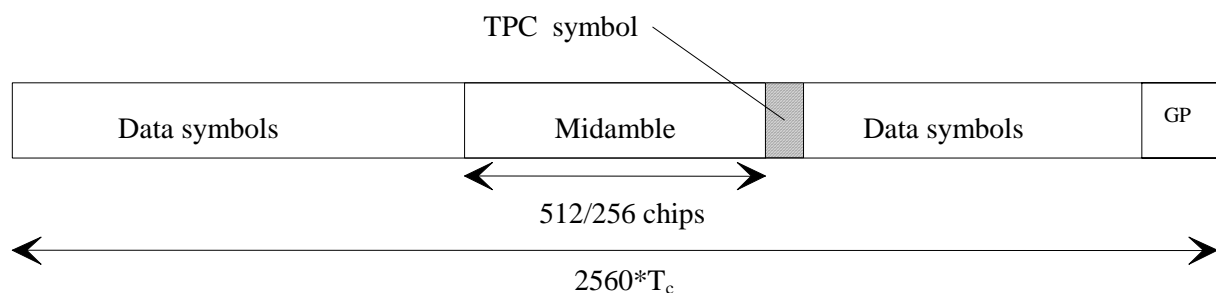 TPC symbol
Data symbols
Midamble
Data symbols
GP
512/256 chips
2560*Tc